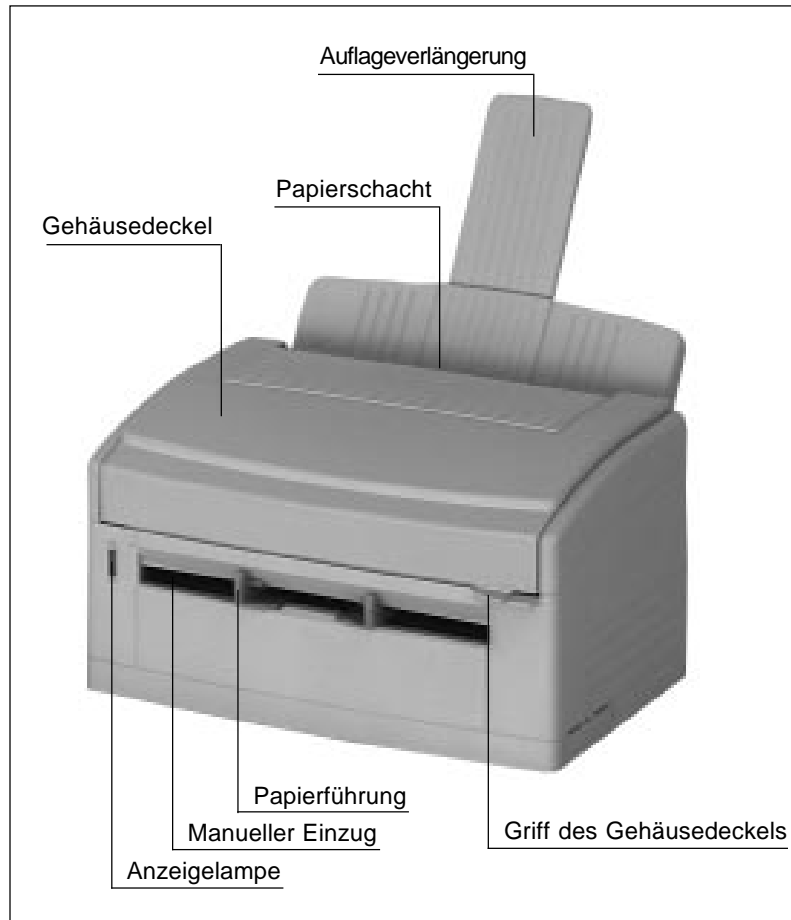 Auflageverlängerung
Papierschacht
Gehäusedeckel
Papierführung
Manueller Einzug
Griff des Gehäusedeckels
Anzeigelampe